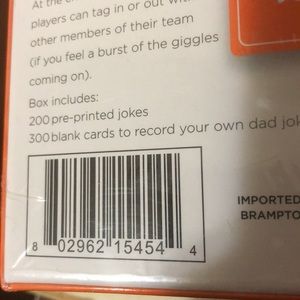 players can tag in or out with
other members of their team
(if you feel a burst of the giggles
coming on).
Box includes:
200 pre-printed jokes
300 blank cards to record your own dad
IMPORTED
8 02962 15454 4